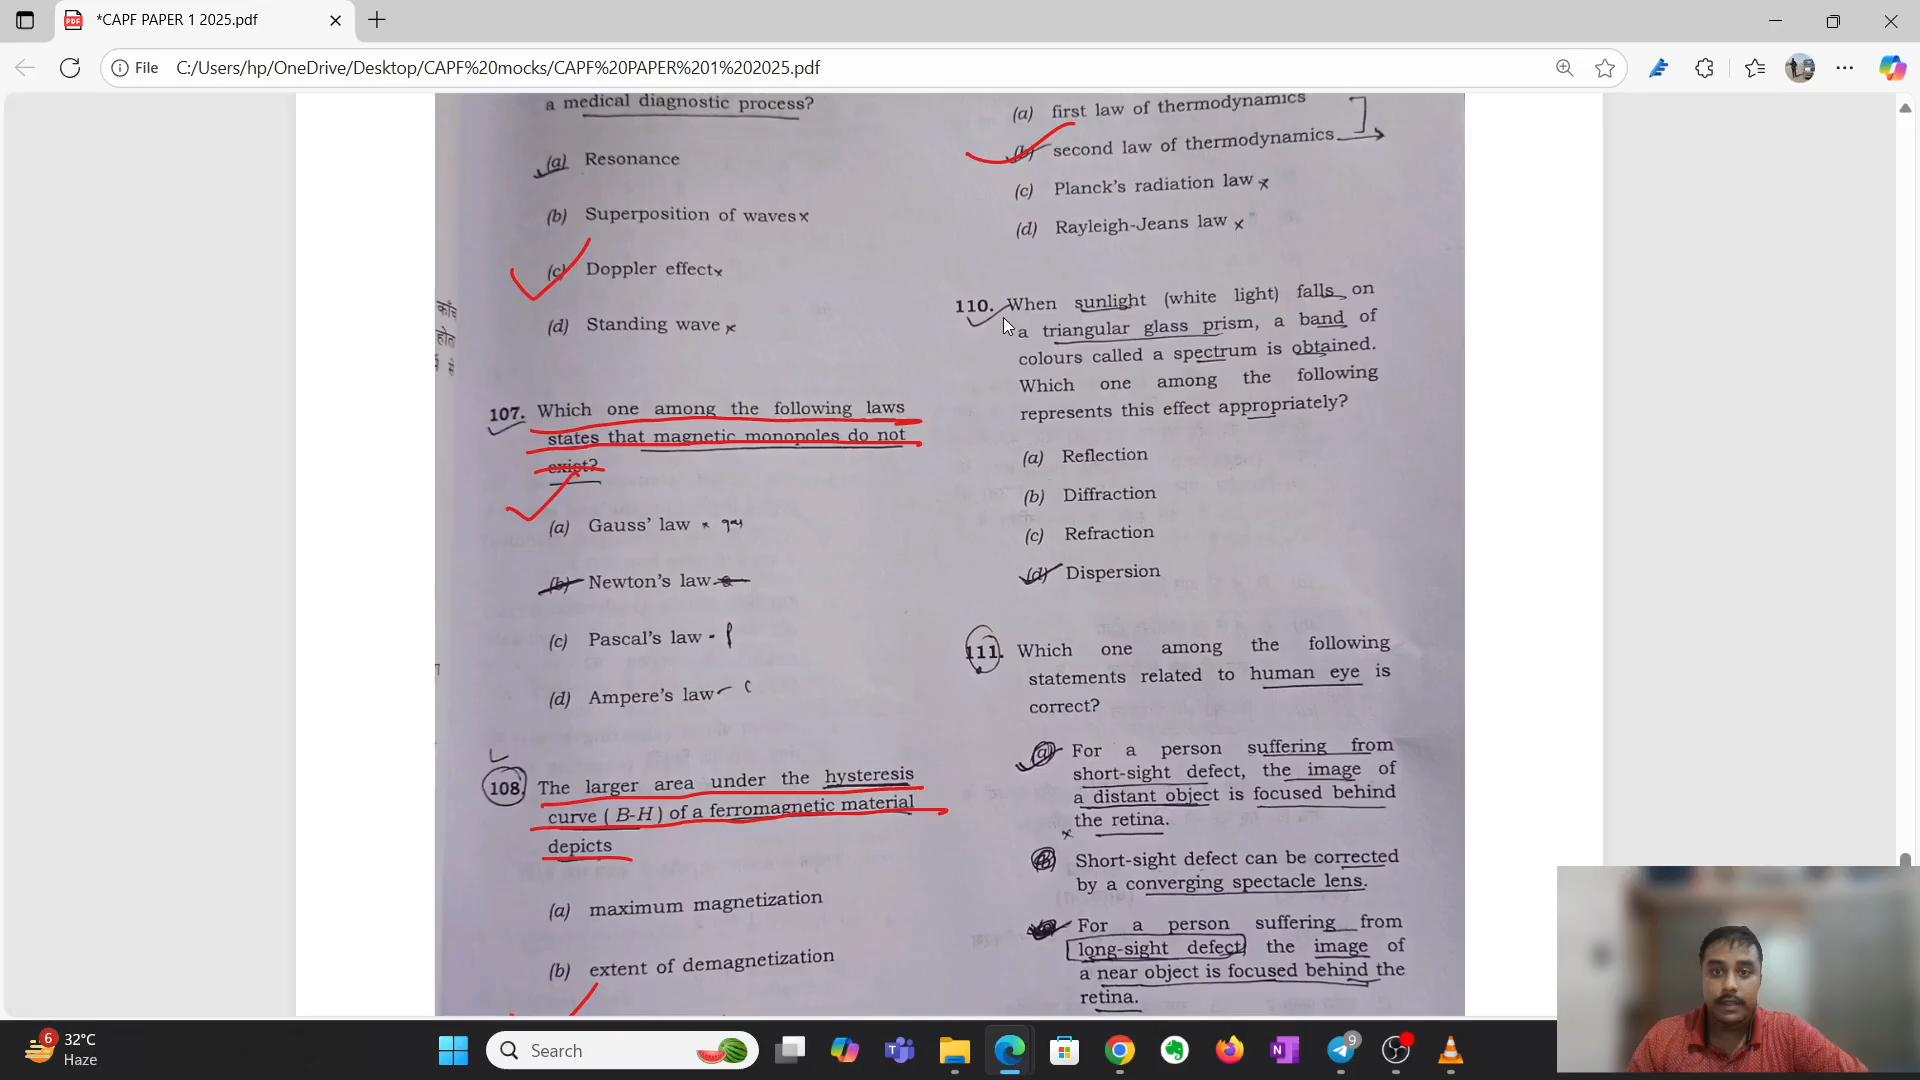 *CAPF PAPER 1 2025.pdf
File C:/Users/hp/OneDrive/Desktop/CAPF%20mocks/CAPF%20PAPER%201%202025.pdf
a medical diagnostic process?
(a) Resonance
(b) Superposition of waves x
(c) Doppler effect x
(d) Standing wave x
107. Which one among the following laws
states that magnetic monopoles do not
exist?
(a) Gauss' law x
(b) Newton's law
(c) Pascal's law
(d) Ampere's law
108. The larger area under the hysteresis
curve ( B-H ) of a ferromagnetic material
depicts
(a) maximum magnetization
(b) extent of demagnetization
(a) first law of thermodynamics
(b) second law of thermodynamics
(c) Planck's radiation law x
(d) Rayleigh-Jeans law x
110. When sunlight (white light) falls on
a triangular glass prism, a band of
colours called a spectrum is obtained.
Which one among the following
represents this effect appropriately?
(a) Reflection
(b) Diffraction
(c) Refraction
(d) Dispersion
111. Which one among the following
statements related to human eye is
correct?
(a) For a person suffering from
short-sight defect, the image of
a distant object is focused behind
the retina.
x
(b) Short-sight defect can be corrected
by a converging spectacle lens.
For a person suffering from
long-sight defect, the image of
a near object is focused behind the
retina.
6
32°C
Haze
Search
9